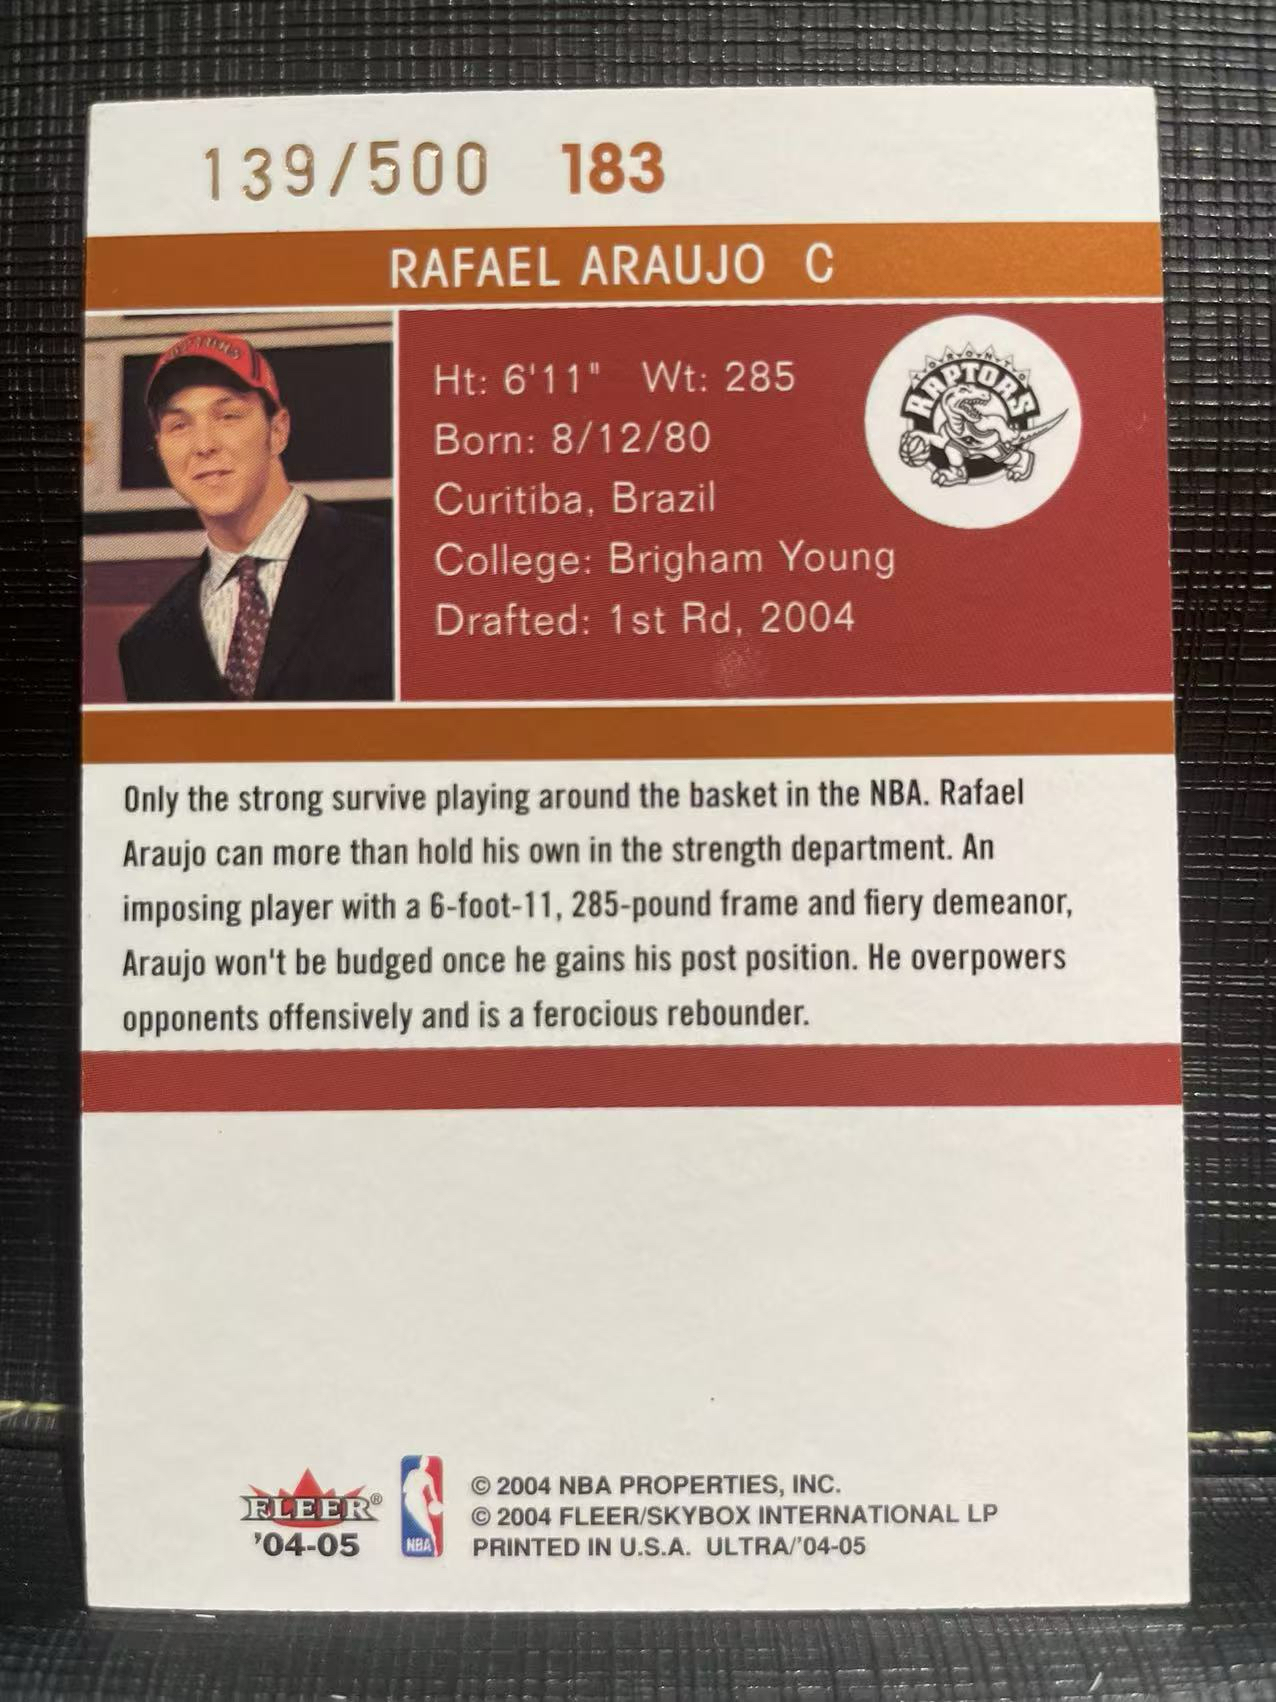 139/500 183
RAFAEL ARAUJO C
Ht: 6'11" Wt: 285
Born: 8/12/80
Curitiba, Brazil
College: Brigham Young
Drafted: 1st Rd, 2004
TORONTO
RAPTORS
Only the strong survive playing around the basket in the NBA. Rafael
Araujo can more than hold his own in the strength department. An
imposing player with a 6-foot-11, 285-pound frame and fiery demeanor,
Araujo won't be budged once he gains his post position. He overpowers
opponents offensively and is a ferocious rebounder.
FLEER®
'04-05
NBA
© 2004 NBA PROPERTIES, INC.
© 2004 FLEER/SKYBOX INTERNATIONAL LP
PRINTED IN U.S.A. ULTRA/'04-05